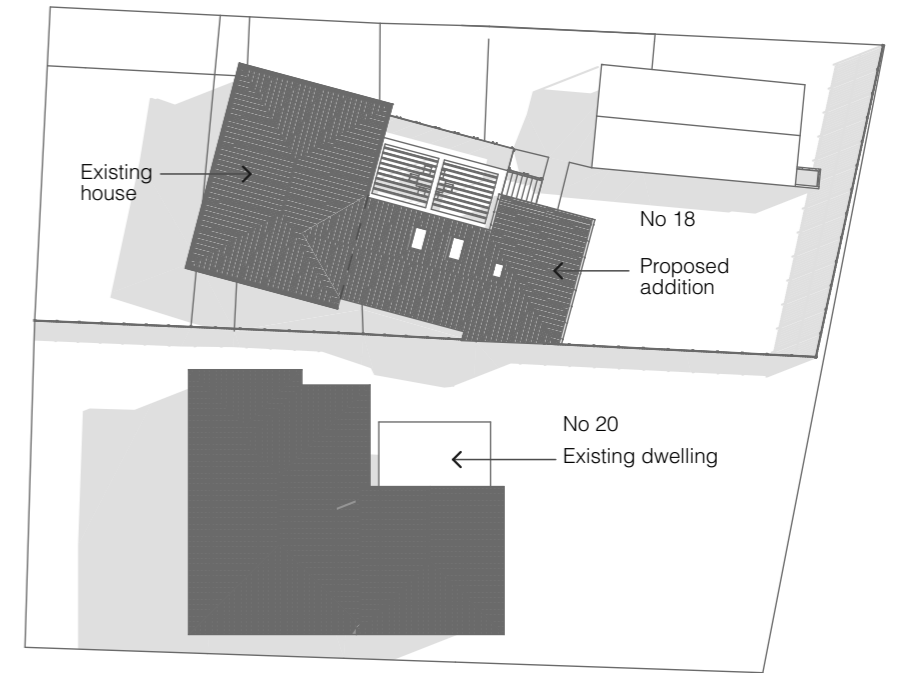 Existing
house
No 18
Proposed
addition
No 20
Existing dwelling